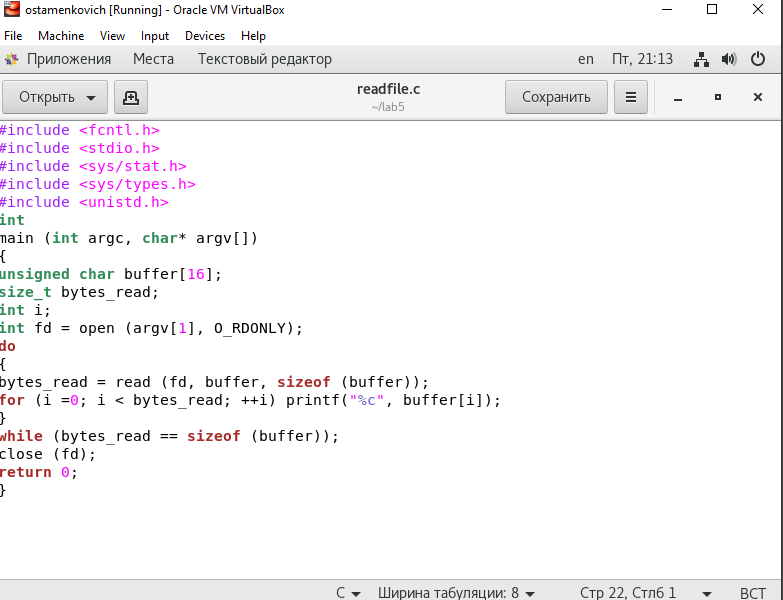 ostamenkovich [Running] - Oracle VM VirtualBox
File Machine View Input Devices Help
Приложения Места Текстовый редактор en Пт, 21:13
Открыть readfile.c Сохранить
~/lab5
#include <fcntl.h>
#include <stdio.h>
#include <sys/stat.h>
#include <sys/types.h>
#include <unistd.h>
int
main (int argc, char* argv[])
{
unsigned char buffer[16];
size_t bytes_read;
int i;
int fd = open (argv[1], O_RDONLY);
do
{
bytes_read = read (fd, buffer, sizeof (buffer));
for (i =0; i < bytes_read; ++i) printf("%c", buffer[i]);
}
while (bytes_read == sizeof (buffer));
close (fd);
return 0;
}
C Ширина табуляции: 8 Стр 22, Стлб 1 ВСТ